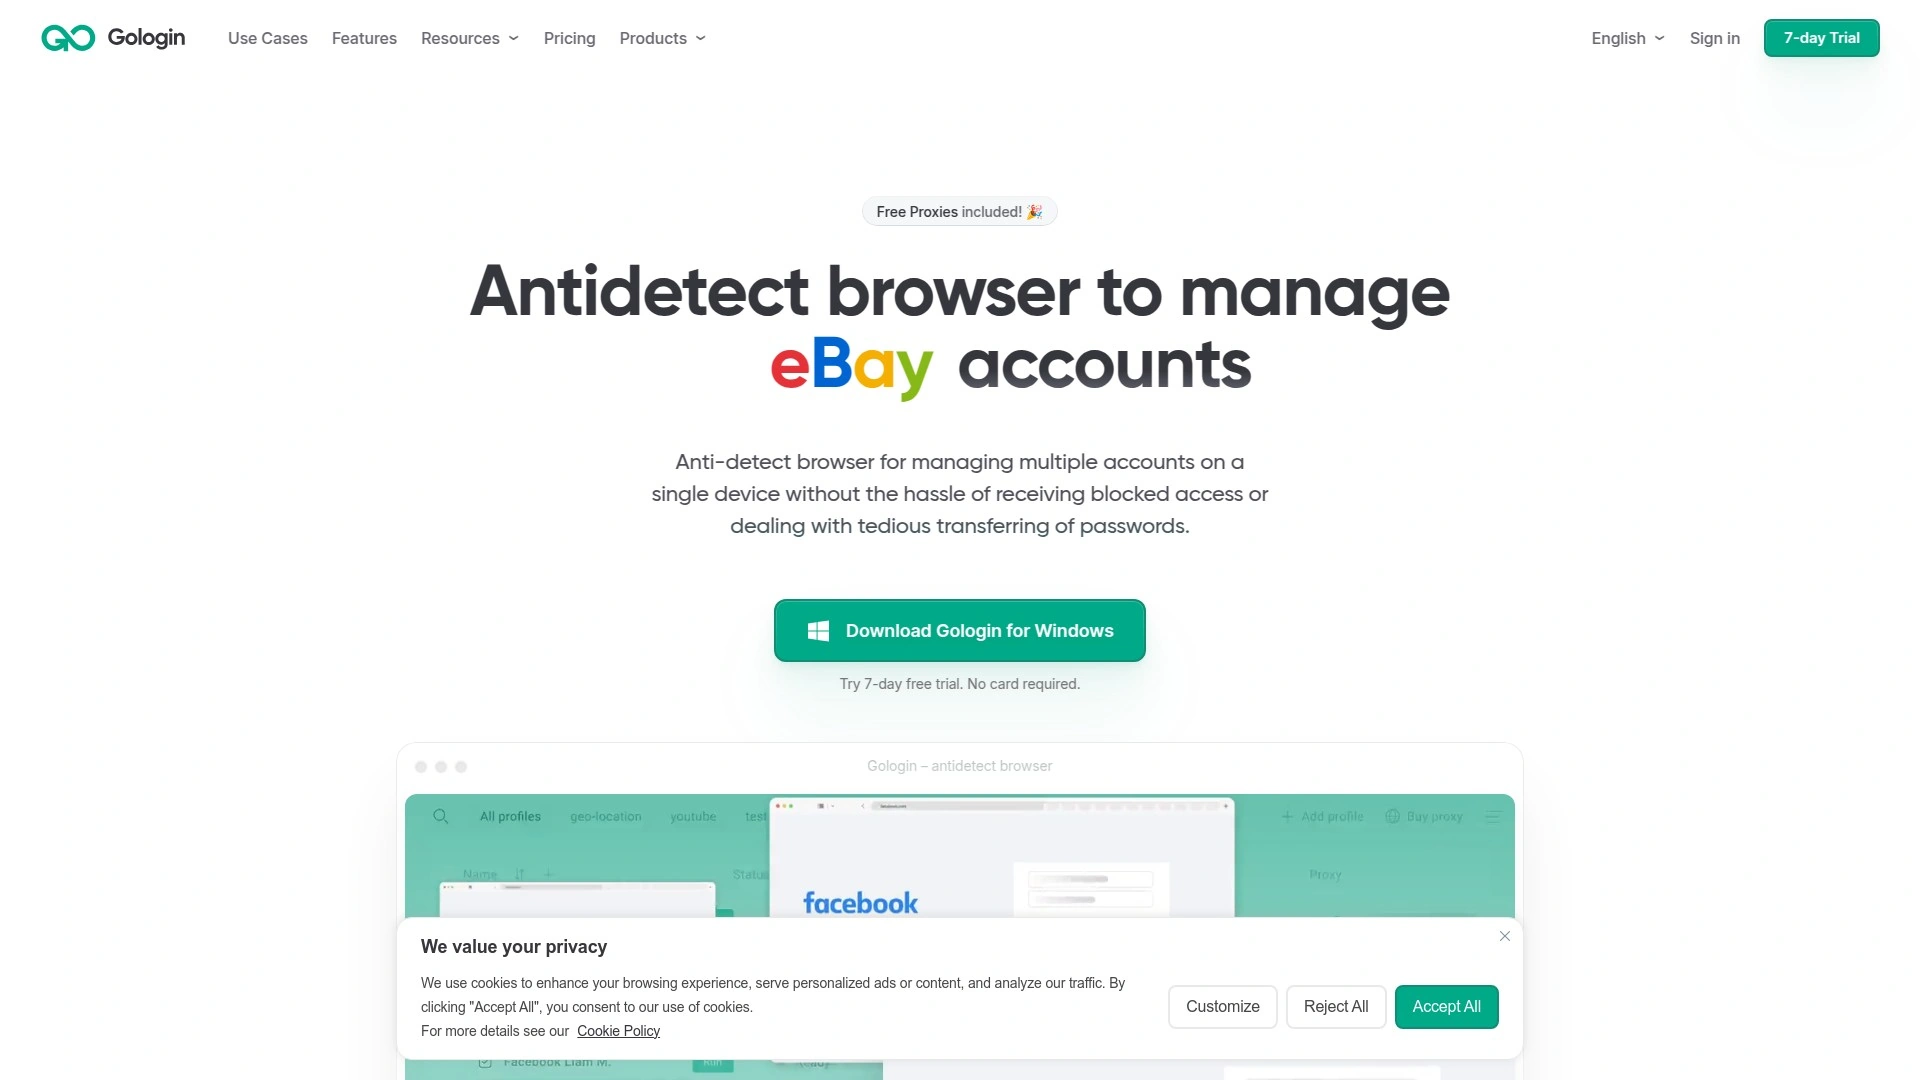 Gologin
Use Cases
Features
Resources
Pricing
Products
English
Sign in
7-day Trial
Free Proxies included! 🎉
Antidetect browser to manage
eBay accounts
Anti-detect browser for managing multiple accounts on a
single device without the hassle of receiving blocked access or
dealing with tedious transferring of passwords.
Download Gologin for Windows
Try 7-day free trial. No card required.
Gologin – antidetect browser
All profiles
geo-location
youtube
test
Add profile
Buy proxy
Name
Status
Proxy
facebook
We value your privacy
We use cookies to enhance your browsing experience, serve personalized ads or content, and analyze our traffic. By
clicking "Accept All", you consent to our use of cookies.
For more details see our Cookie Policy
Customize
Reject All
Accept All
Facebook Liam M.
Run